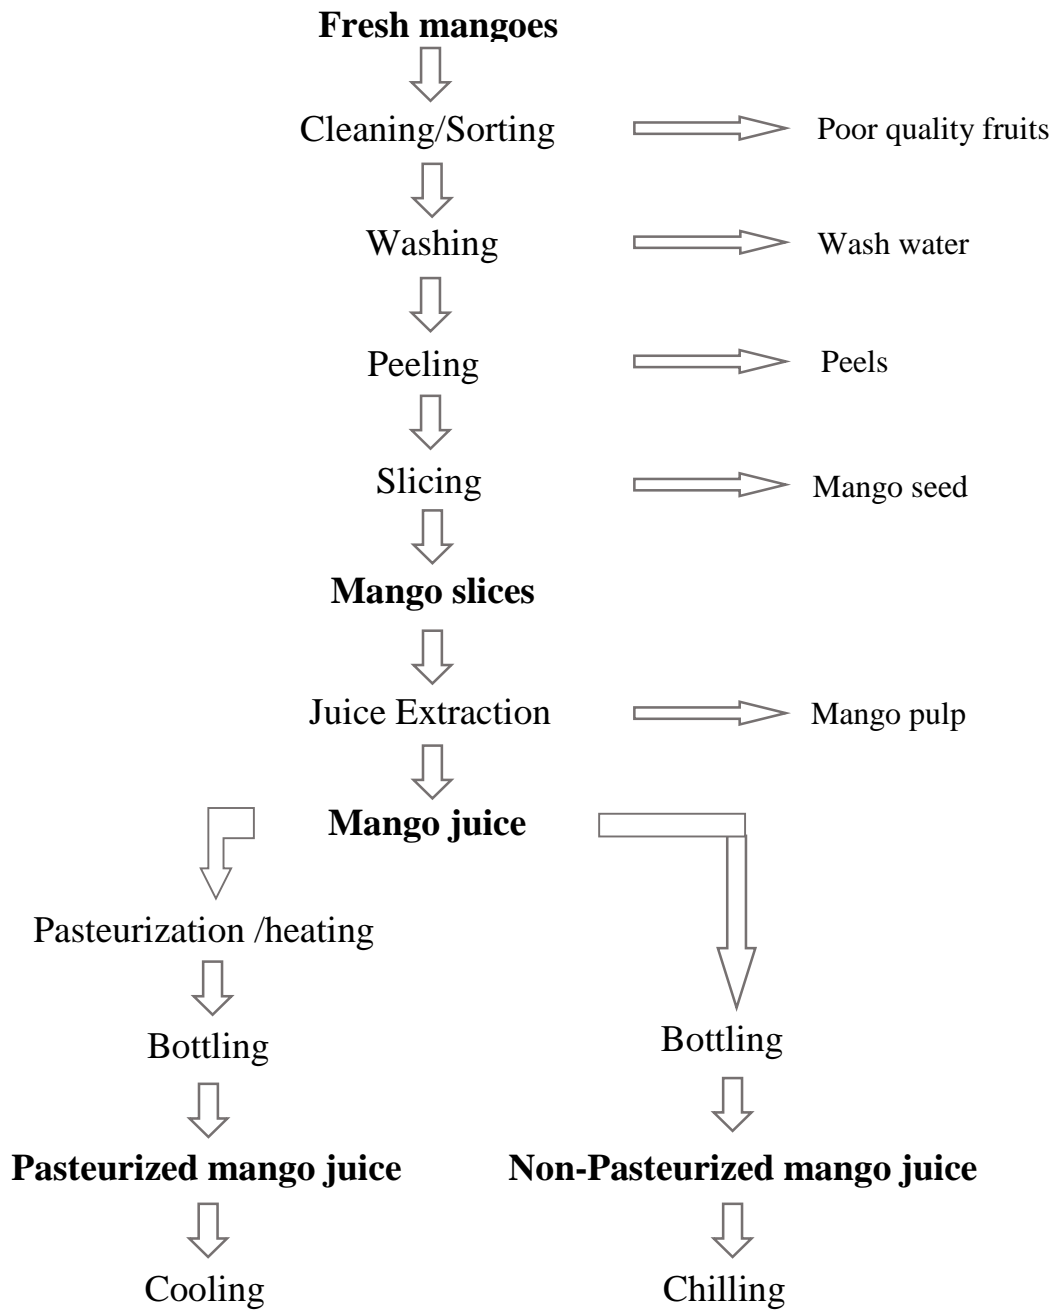 Fresh mangoes
Cleaning/Sorting
Poor quality fruits
Washing
Wash water
Peeling
Peels
Slicing
Mango seed
Mango slices
Juice Extraction
Mango pulp
Mango juice
Pasteurization /heating
Bottling
Bottling
Pasteurized mango juice
Non-Pasteurized mango juice
Cooling
Chilling